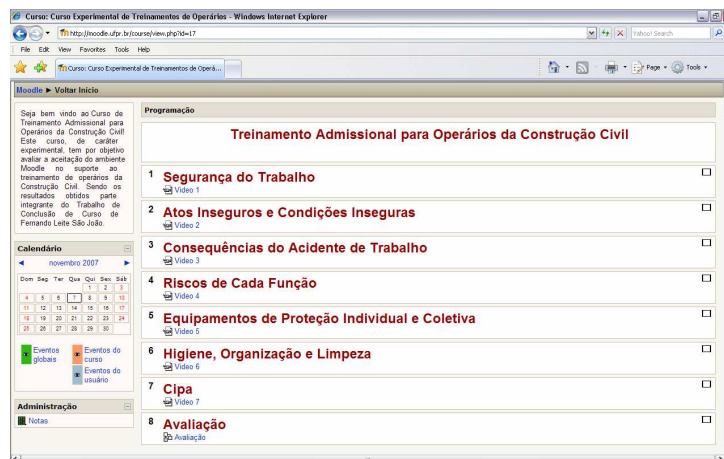 Curso: Curso Experimental de Treinamentos de Operários - Windows Internet Explorer
http://moodle.ufpr.br/course/view.php?id=17
Yahoo! Search
File Edit View Favorites Tools Help
Curso: Curso Experimental de Treinamentos de Operá...
Page Tools
Moodle ► Voltar Início
Seja bem vindo ao Curso de
Treinamento Admissional para
Operários da Construção Civil!
Este curso, de caráter
experimental, tem por objetivo
avaliar a aceitação do ambiente
Moodle no suporte ao
treinamento de operários da
Construção Civil. Sendo os
resultados obtidos parte
integrante do Trabalho de
Conclusão de Curso de
Fernando Leite São João.
Calendário
novembro 2007
Dom Seg Ter Qua Qui Sex Sáb
1 2 3
4 5 6 7 8 9 10
11 12 13 14 15 16 17
18 19 20 21 22 23 24
25 26 27 28 29 30
Eventos globais
Eventos do curso
Eventos do usuário
Administração
Notas
Programação
Treinamento Admissional para Operários da Construção Civil
1 Segurança do Trabalho
Video 1
2 Atos Inseguros e Condições Inseguras
Video 2
3 Consequências do Acidente de Trabalho
Video 3
4 Riscos de Cada Função
Video 4
5 Equipamentos de Proteção Individual e Coletiva
Video 5
6 Higiene, Organização e Limpeza
Video 6
7 Cipa
Video 7
8 Avaliação
Avaliação